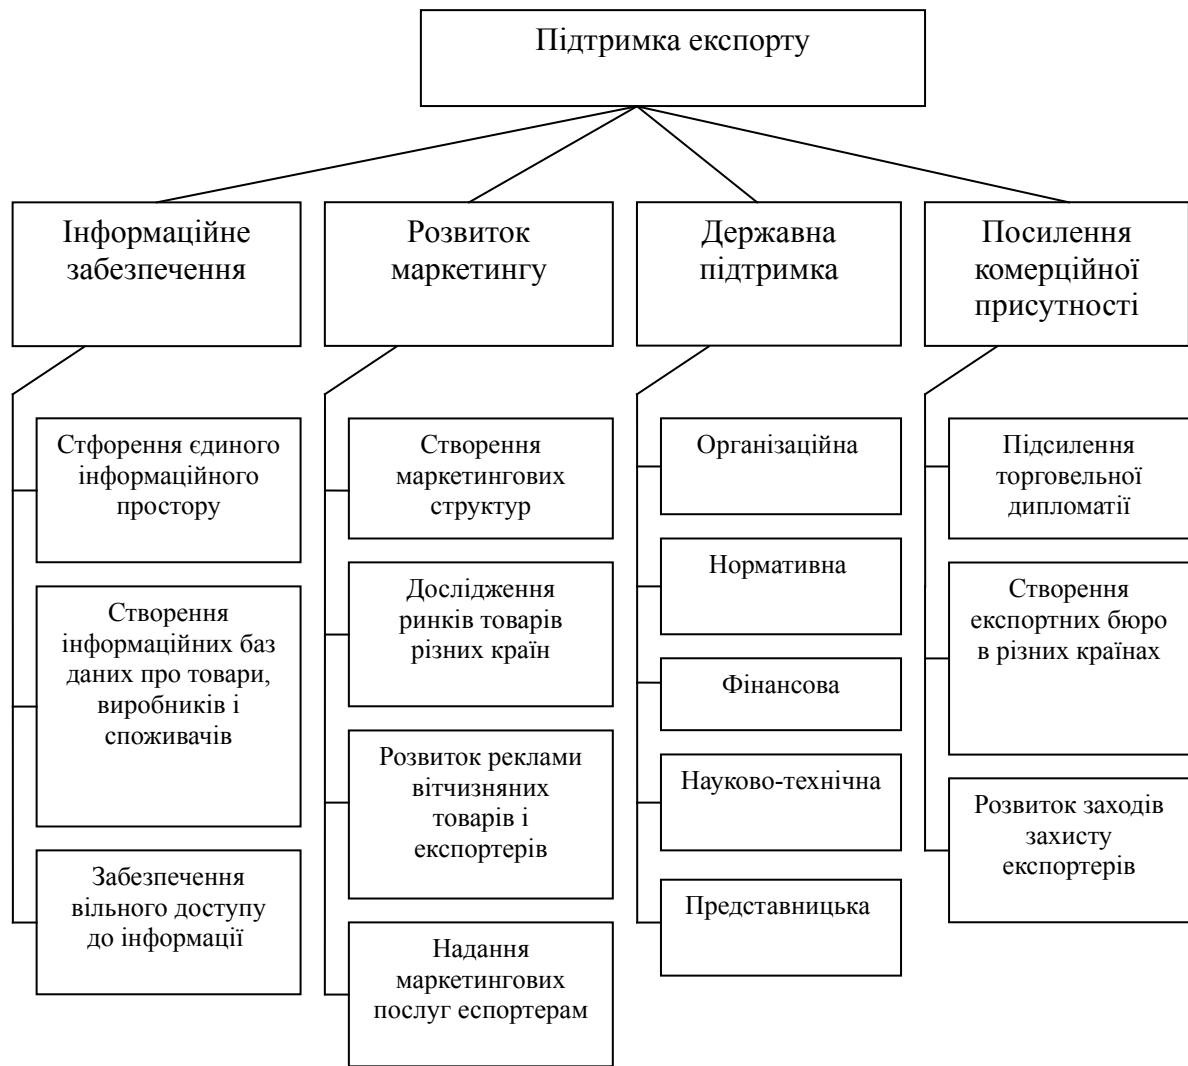 Підтримка експорту
Інформаційне
забезпечення
Розвиток
маркетингу
Державна
підтримка
Посилення
комерційної
присутності
Стфорення єдиного
інформаційного
простору
Створення
інформаційних баз
даних про товари,
виробників і
споживачів
Забезпечення
вільного доступу
до інформації
Створення
маркетингових
структур
Дослідження
ринків товарів
різних країн
Розвиток реклами
вітчизняних
товарів і
експортерів
Надання
маркетингових
послуг еспортерам
Організаційна
Нормативна
Фінансова
Науково-технічна
Представницька
Підсилення
торговельної
дипломатії
Створення
експортних бюро
в різних країнах
Розвиток заходів
захисту
експортерів